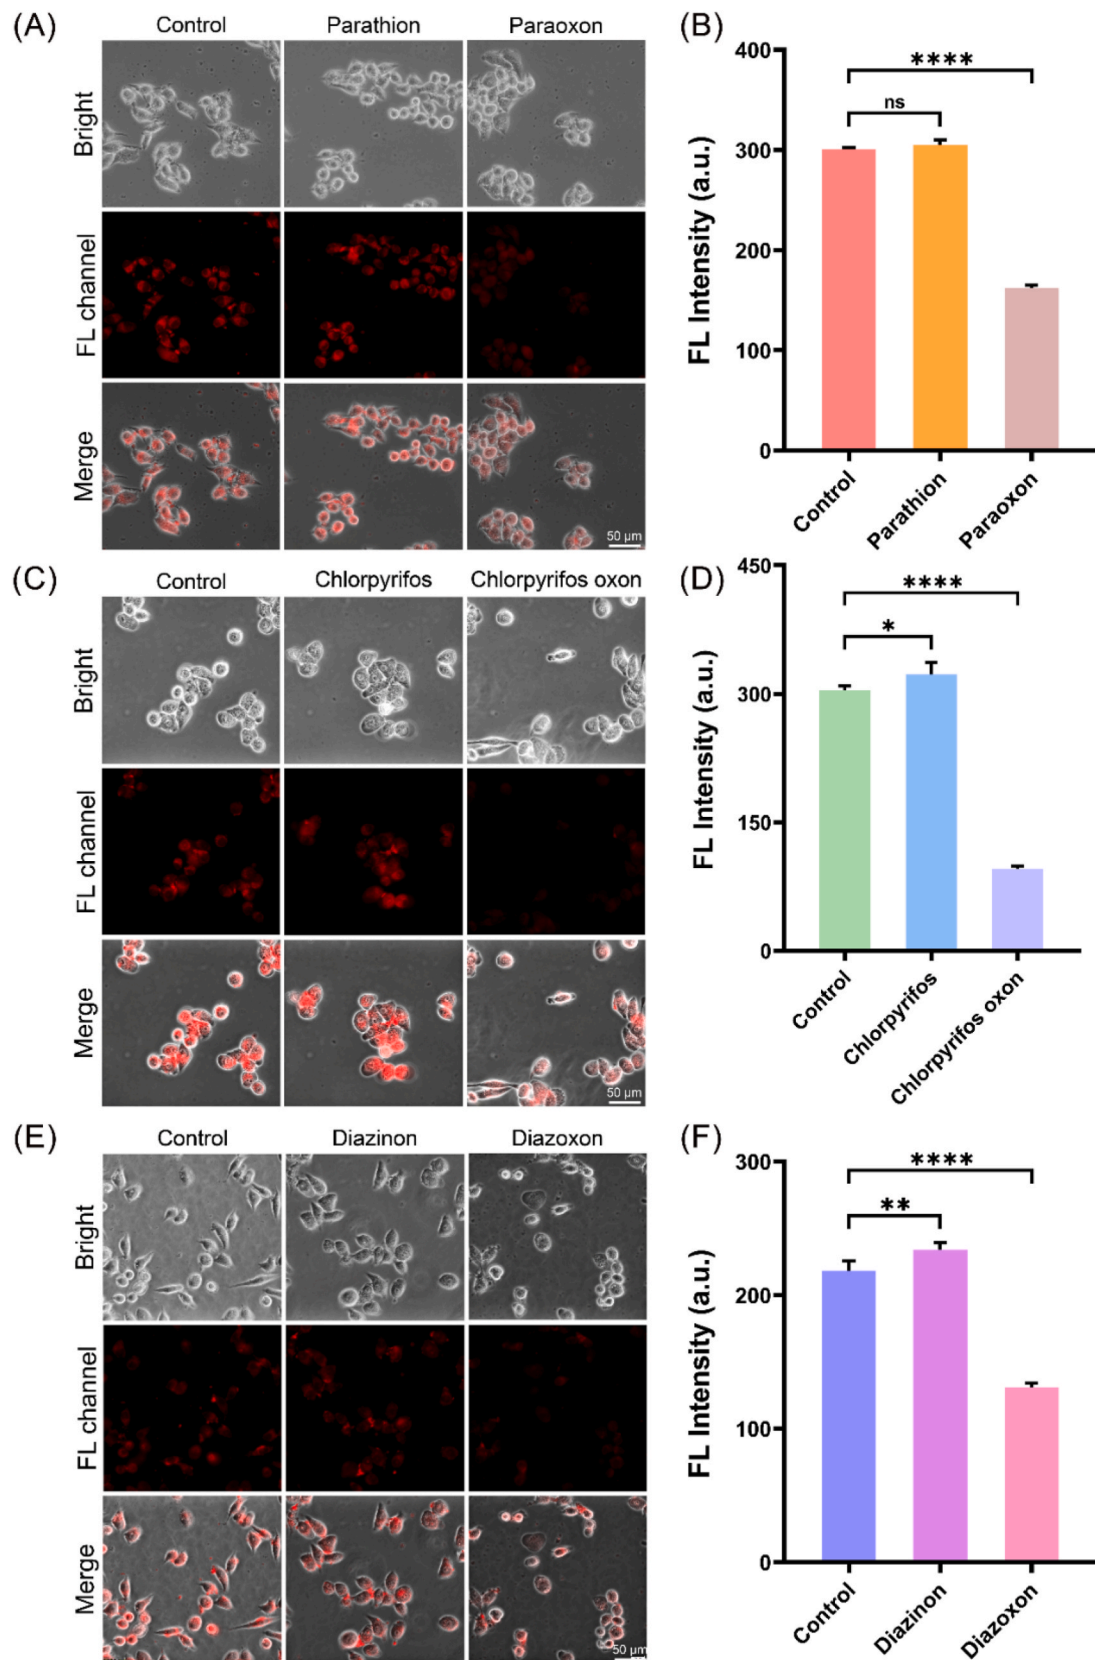 (A)
Control Parathion Paraoxon
Bright
FL channel
Merge
50 µm
(B)
FL Intensity (a.u.)
400
300
200
100
0
****
ns
Control
Parathion
Paraoxon
(C)
Control Chlorpyrifos Chlorpyrifos oxon
Bright
FL channel
Merge
50 µm
(D)
FL Intensity (a.u.)
450
300
150
0
****
*
Control
Chlorpyrifos
Chlorpyrifos oxon
(E)
Control Diazinon Diazoxon
Bright
FL channel
Merge
50 µm
(F)
FL Intensity (a.u.)
300
200
100
0
****
**
Control
Diazinon
Diazoxon